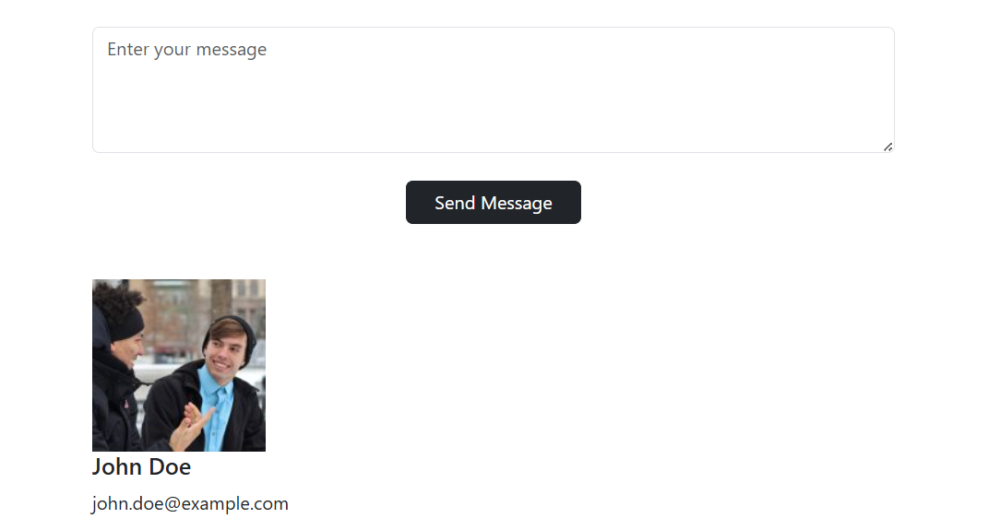 Enter your message
Send Message
John Doe
john.doe@example.com